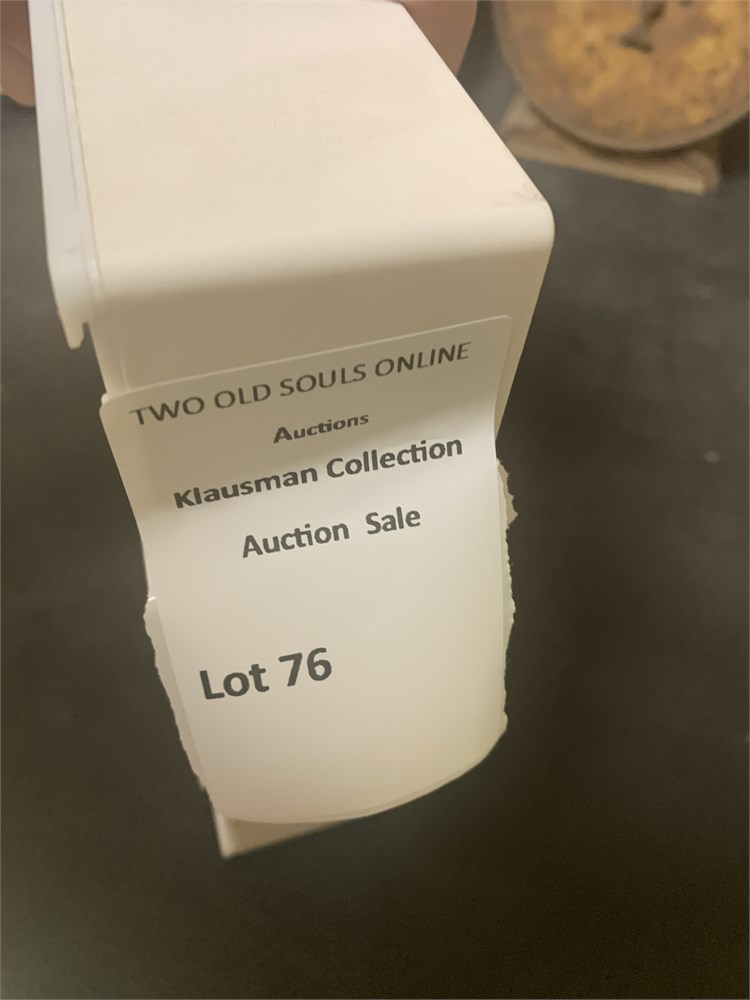 TWO OLD SOULS ONLINE
Auctions
Klausman Collection
Auction Sale
Lot 76